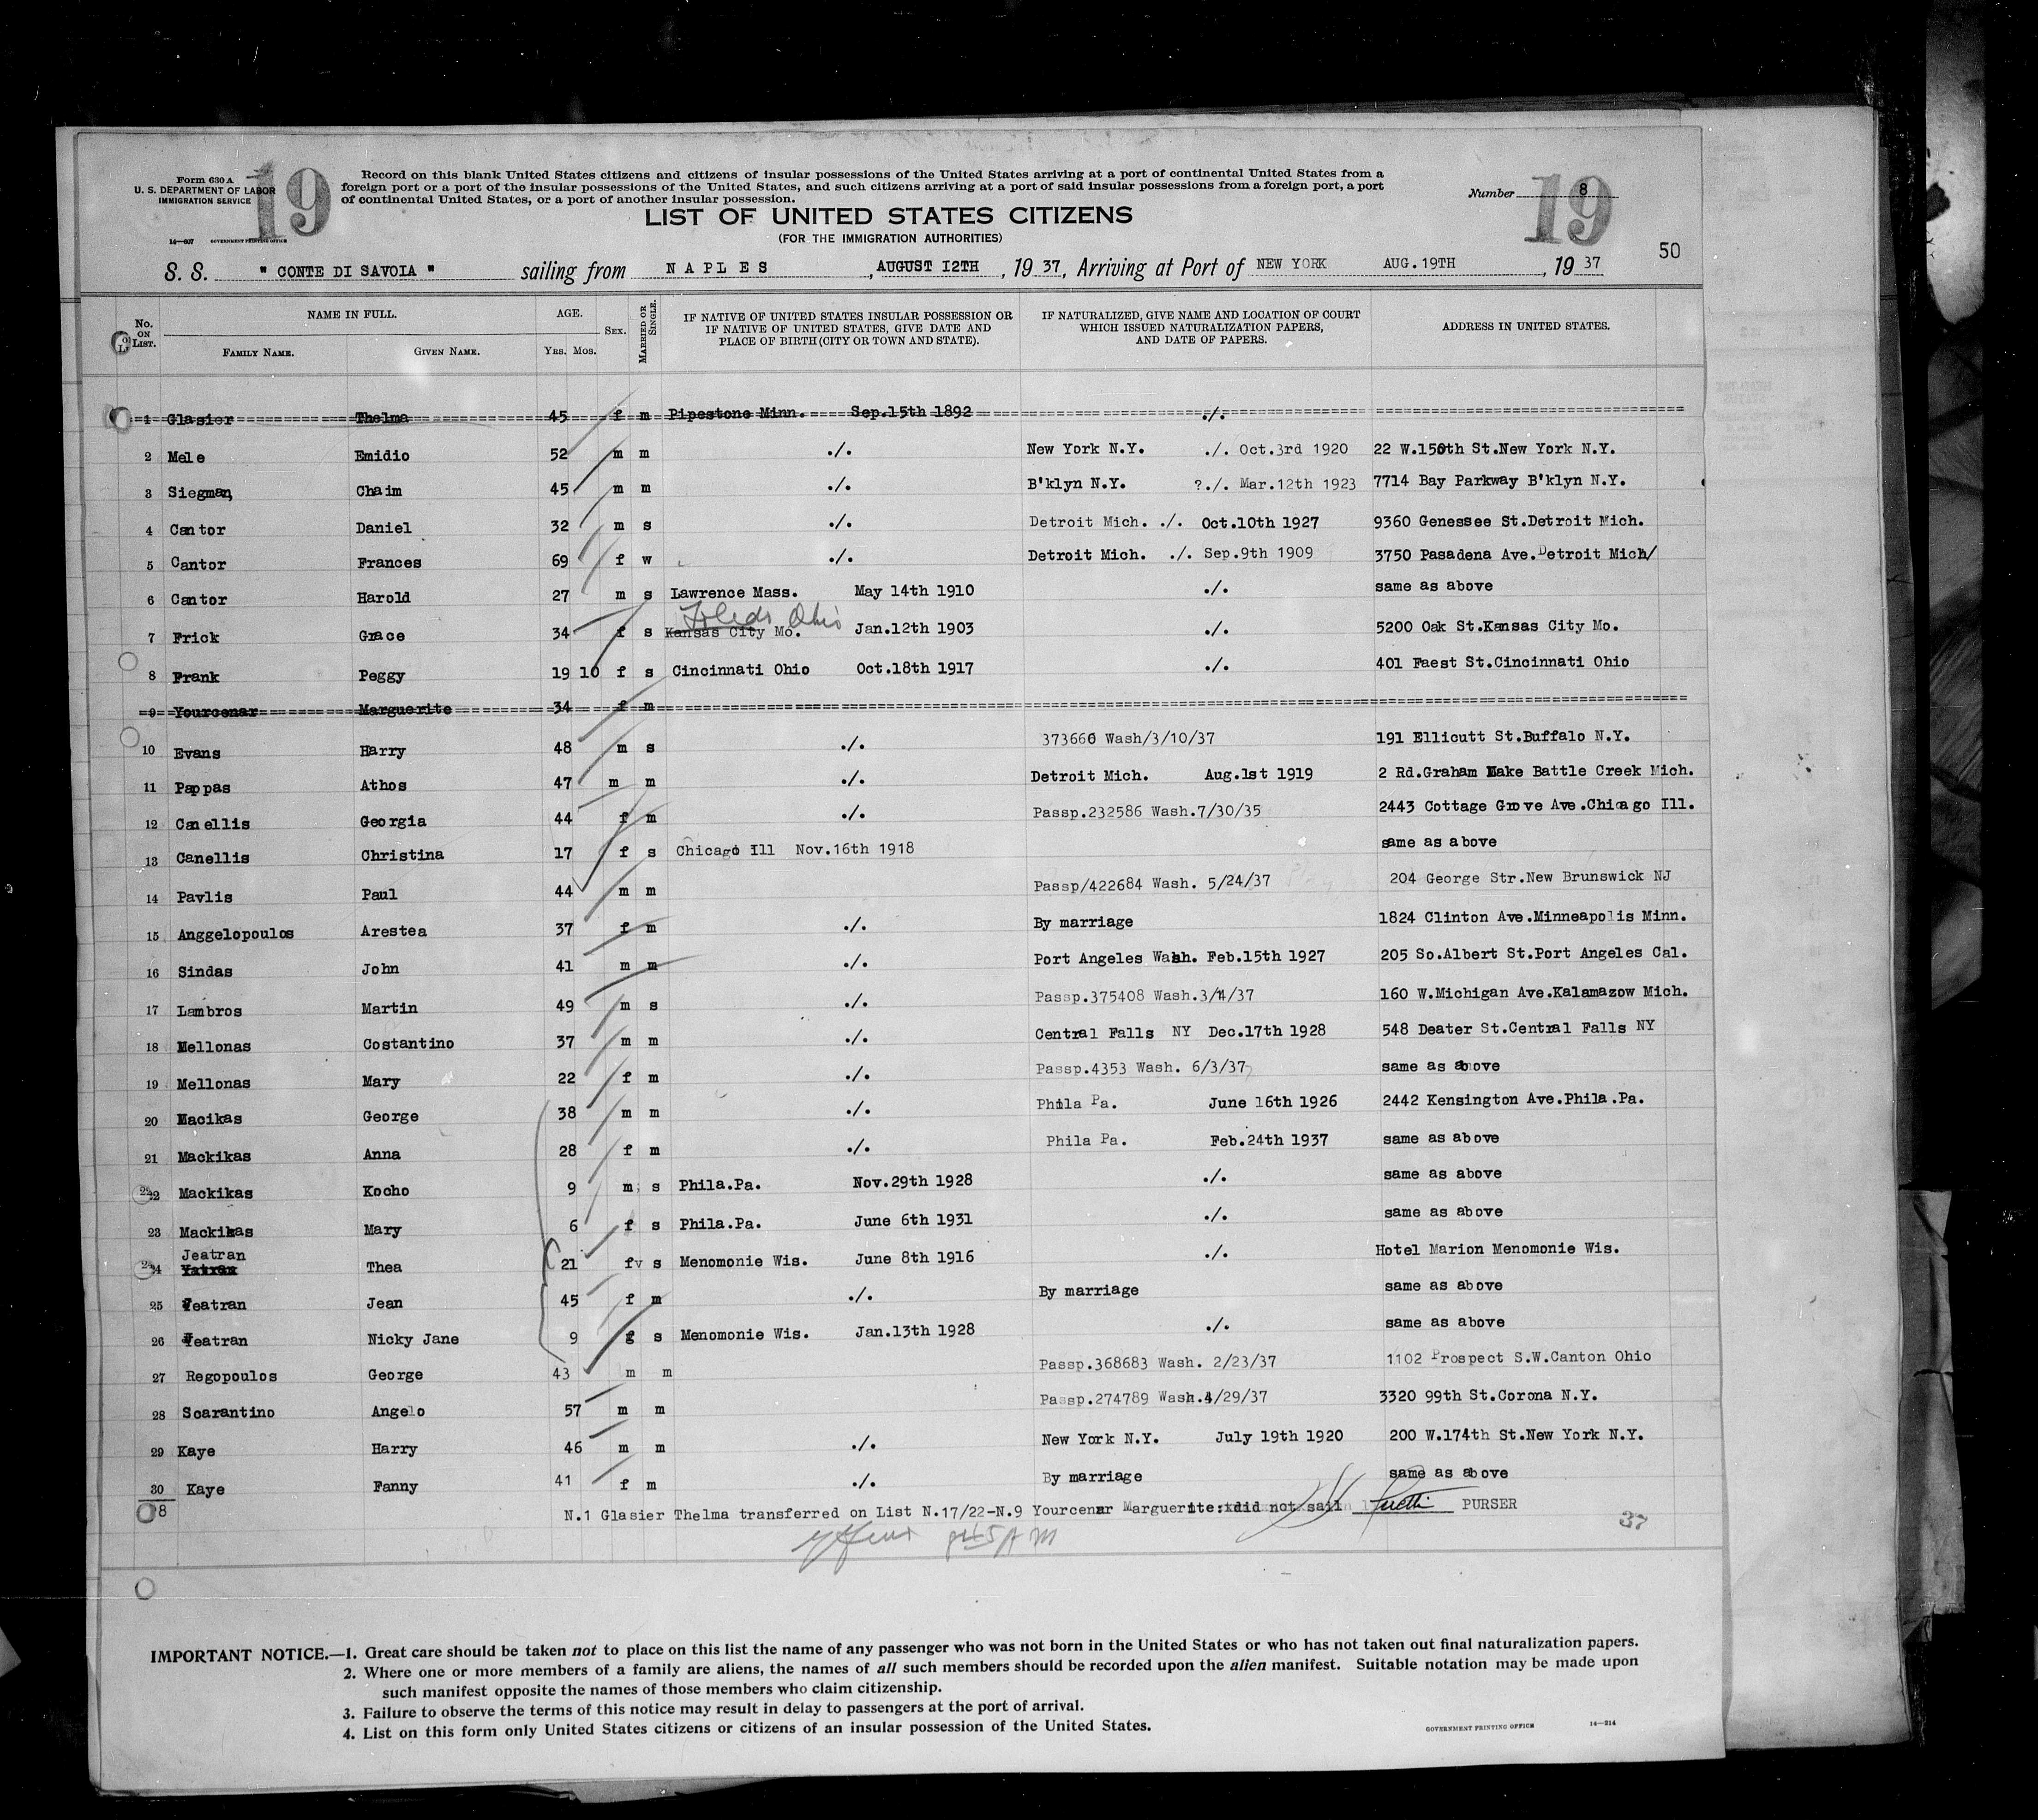 Form 630 A
U. S. DEPARTMENT OF LABOR
IMMIGRATION SERVICE
19
Record on this blank United States citizens and citizens of insular possessions of the United States arriving at a port of continental United States from a
foreign port or a port of the insular possessions of the United States, and such citizens arriving at a port of said insular possessions from a foreign port, a port
of continental United States, or a port of another insular possession.
Number 8
19
LIST OF UNITED STATES CITIZENS
(FOR THE IMMIGRATION AUTHORITIES)
14—607 GOVERNMENT PRINTING OFFICE
50
S. S. " CONTE DI SAVOIA " sailing from NAPLES, AUGUST I2TH, 1937, Arriving at Port of NEW YORK AUG.19TH, 1937
No. ON LIST. NAME IN FULL. FAMILY NAME. GIVEN NAME. AGE. YRS. MOS. SEX. MARRIED OR SINGLE. IF NATIVE OF UNITED STATES INSULAR POSSESSION OR IF NATIVE OF UNITED STATES, GIVE DATE AND PLACE OF BIRTH (CITY OR TOWN AND STATE). IF NATURALIZED, GIVE NAME AND LOCATION OF COURT WHICH ISSUED NATURALIZATION PAPERS, AND DATE OF PAPERS. ADDRESS IN UNITED STATES.
1 Glasier Thelma 45 f m Pipestone Minn. Sep.15th 1892 ./.
2 Mele Emidio 52 m m ./. New York N.Y. ./. Oct.3rd 1920 22 W.150th St.New York N.Y.
3 Siegman, Chaim 45 m m ./. B'klyn N.Y. ?./. Mar.12th 1923 7714 Bay Parkway B'klyn N.Y.
4 Cantor Daniel 32 m s ./. Detroit Mich. ./. Oct.10th 1927 9360 Genessee St.Detroit Mich.
5 Cantor Frances 69 f w ./. Detroit Mich. ./. Sep.9th 1909 3750 Pasadena Ave.Detroit Mich/
6 Cantor Harold 27 m s Lawrence Mass. May 14th 1910 ./. same as above
Toledo Ohio
7 Frick Grace 34 f s Kansas City Mo. Jan.12th 1903 ./. 5200 Oak St.Kansas City Mo.
8 Frank Peggy 19 10 f s Cincinnati Ohio Oct.18th 1917 ./. 401 Faest St.Cincinnati Ohio
9 Yourcenar Marguerite 34 f m
10 Evans Harry 48 m s ./. 373660 Wash/3/10/37 191 Ellicutt St.Buffalo N.Y.
11 Pappas Athos 47 m m ./. Detroit Mich. Aug.1st 1919 2 Rd.Graham Lake Battle Creek Mich.
12 Canellis Georgia 44 f m ./. Passp.232586 Wash.7/30/35 2443 Cottage Grove Ave.Chicago Ill.
13 Canellis Christina 17 f s Chicago Ill Nov.16th 1918 same as above
14 Pavlis Paul 44 m m Passp/422684 Wash. 5/24/37 204 George Str.New Brunswick NJ
15 Anggelopoulos Arestea 37 f m ./. By marriage 1824 Clinton Ave.Minneapolis Minn.
16 Sindas John 41 m m ./. Port Angeles Wash. Feb.15th 1927 205 So.Albert St.Port Angeles Cal.
17 Lambros Martin 49 m s ./. Passp.375408 Wash.3/4/37 160 W.Michigan Ave.Kalamazow Mich.
18 Mellonas Costantino 37 m m ./. Central Falls NY Dec.17th 1928 548 Deater St.Central Falls NY
19 Mellonas Mary 22 f m ./. Passp.4353 Wash. 6/3/37 same as above
20 Macikas George 38 m m ./. Phila Pa. June 16th 1926 2442 Kensington Ave.Phila.Pa.
21 Mackikas Anna 28 f m ./. Phila Pa. Feb.24th 1937 same as above
22 Mackikas Kocho 9 m s Phila.Pa. Nov.29th 1928 ./. same as above
23 Mackikas Mary 6 f s Phila.Pa. June 6th 1931 ./. same as above
Jeatran
24 Yatran Thea 21 fv s Menomonie Wis. June 8th 1916 ./. Hotel Marion Menomonie Wis.
25 Jeatran Jean 45 f m ./. By marriage same as above
26 Jeatran Nicky Jane 9 f s Menomonie Wis. Jan.13th 1928 ./. same as above
27 Regopoulos George 43 m m Passp.368683 Wash. 2/23/37 1102 Prospect S.W.Canton Ohio
28 Scarantino Angelo 57 m m Passp.274789 Wash.4/29/37 3320 99th St.Corona N.Y.
29 Kaye Harry 46 m m ./. New York N.Y. July 19th 1920 200 W.174th St.New York N.Y.
30 Kaye Fanny 41 f m ./. By marriage same as above
8 N.1 Glasier Thelma transferred on List N.17/22-N.9 Yourcenar Marguerite:did not sail PURSER
37
IMPORTANT NOTICE.—1. Great care should be taken not to place on this list the name of any passenger who was not born in the United States or who has not taken out final naturalization papers.
2. Where one or more members of a family are aliens, the names of all such members should be recorded upon the alien manifest. Suitable notation may be made upon
such manifest opposite the names of those members who claim citizenship.
3. Failure to observe the terms of this notice may result in delay to passengers at the port of arrival.
4. List on this form only United States citizens or citizens of an insular possession of the United States.
GOVERNMENT PRINTING OFFICE 14—214